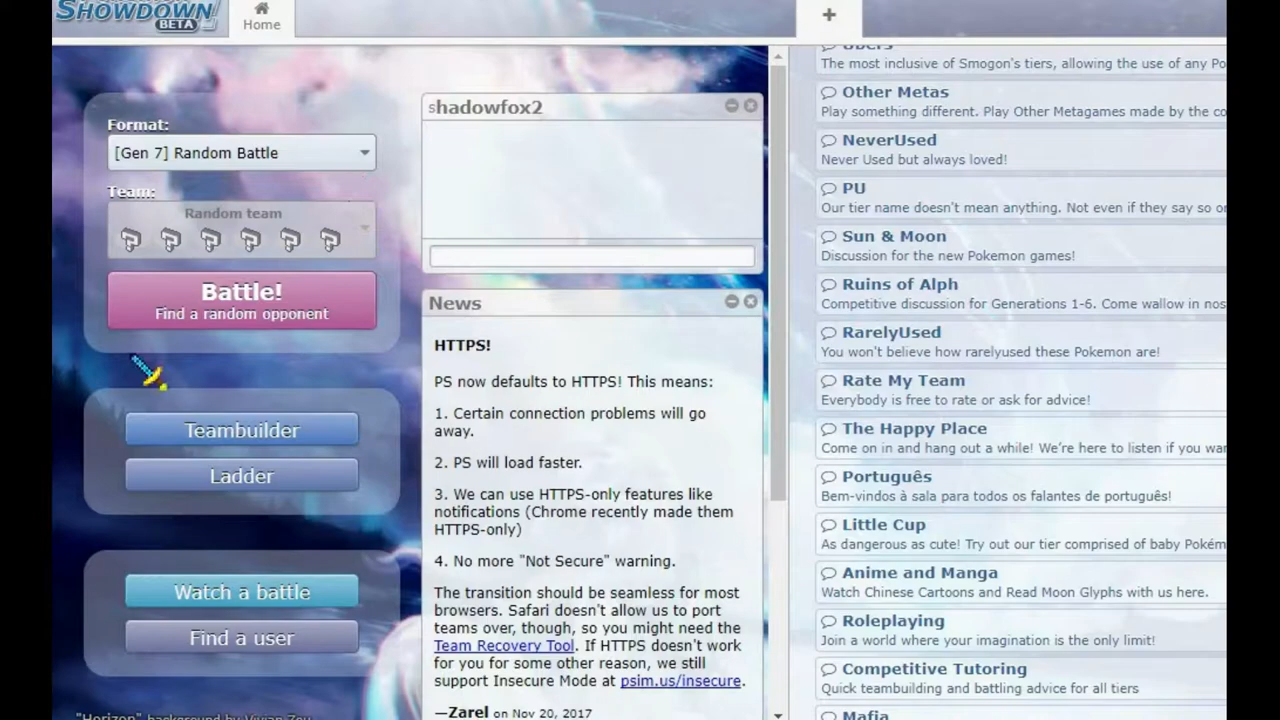 SHOWDOWN
BETA
Home
+
Format:
[Gen 7] Random Battle
Team:
Random team
Battle!
Find a random opponent
Teambuilder
Ladder
Watch a battle
Find a user
"Horizon" background by Vivian Zou
shadowfox2
News
HTTPS!
PS now defaults to HTTPS! This means:
1. Certain connection problems will go
away.
2. PS will load faster.
3. We can use HTTPS-only features like
notifications (Chrome recently made them
HTTPS-only)
4. No more "Not Secure" warning.
The transition should be seamless for most
browsers. Safari doesn't allow us to port
teams over, though, so you might need the
Team Recovery Tool. If HTTPS doesn't work
for you for some other reason, we still
support Insecure Mode at psim.us/insecure.
—Zarel on Nov 20, 2017
Ubers
The most inclusive of Smogon's tiers, allowing the use of any Po
Other Metas
Play something different. Play Other Metagames made by the co
NeverUsed
Never Used but always loved!
PU
Our tier name doesn't mean anything. Not even if they say so or
Sun & Moon
Discussion for the new Pokemon games!
Ruins of Alph
Competitive discussion for Generations 1-6. Come wallow in nos
RarelyUsed
You won't believe how rarelyused these Pokemon are!
Rate My Team
Everybody is free to rate or ask for advice!
The Happy Place
Come on in and hang out a while! We're here to listen if you war
Português
Bem-vindos à sala para todos os falantes de português!
Little Cup
As dangerous as cute! Try out our tier comprised of baby Pokém
Anime and Manga
Watch Chinese Cartoons and Read Moon Glyphs with us here.
Roleplaying
Join a world where your imagination is the only limit!
Competitive Tutoring
Quick teambuilding and battling advice for all tiers
Mafia